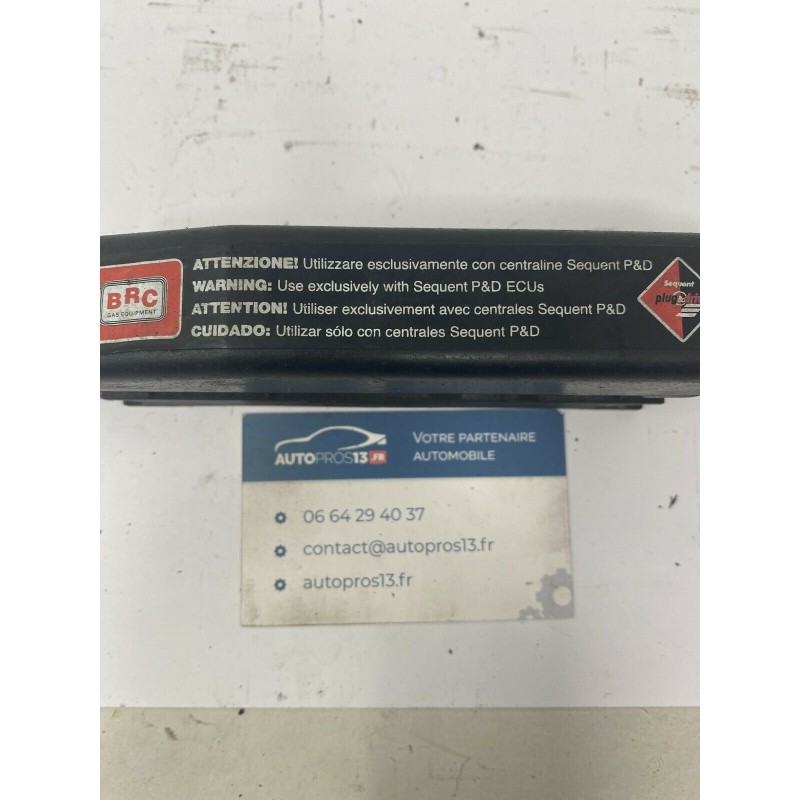 BRC
GAS EQUIPMENT
ATTENZIONE! Utilizzare esclusivamente con centraline Sequent P&D
WARNING: Use exclusively with Sequent P&D ECUs
ATTENTION! Utiliser exclusivement avec centrales Sequent P&D
CUIDADO: Utilizar sólo con centrales Sequent P&D
Sequent
plug&
AUTOPROS13.FR
VOTRE PARTENAIRE
AUTOMOBILE
06 64 29 40 37
contact@autopros13.fr
autopros13.fr